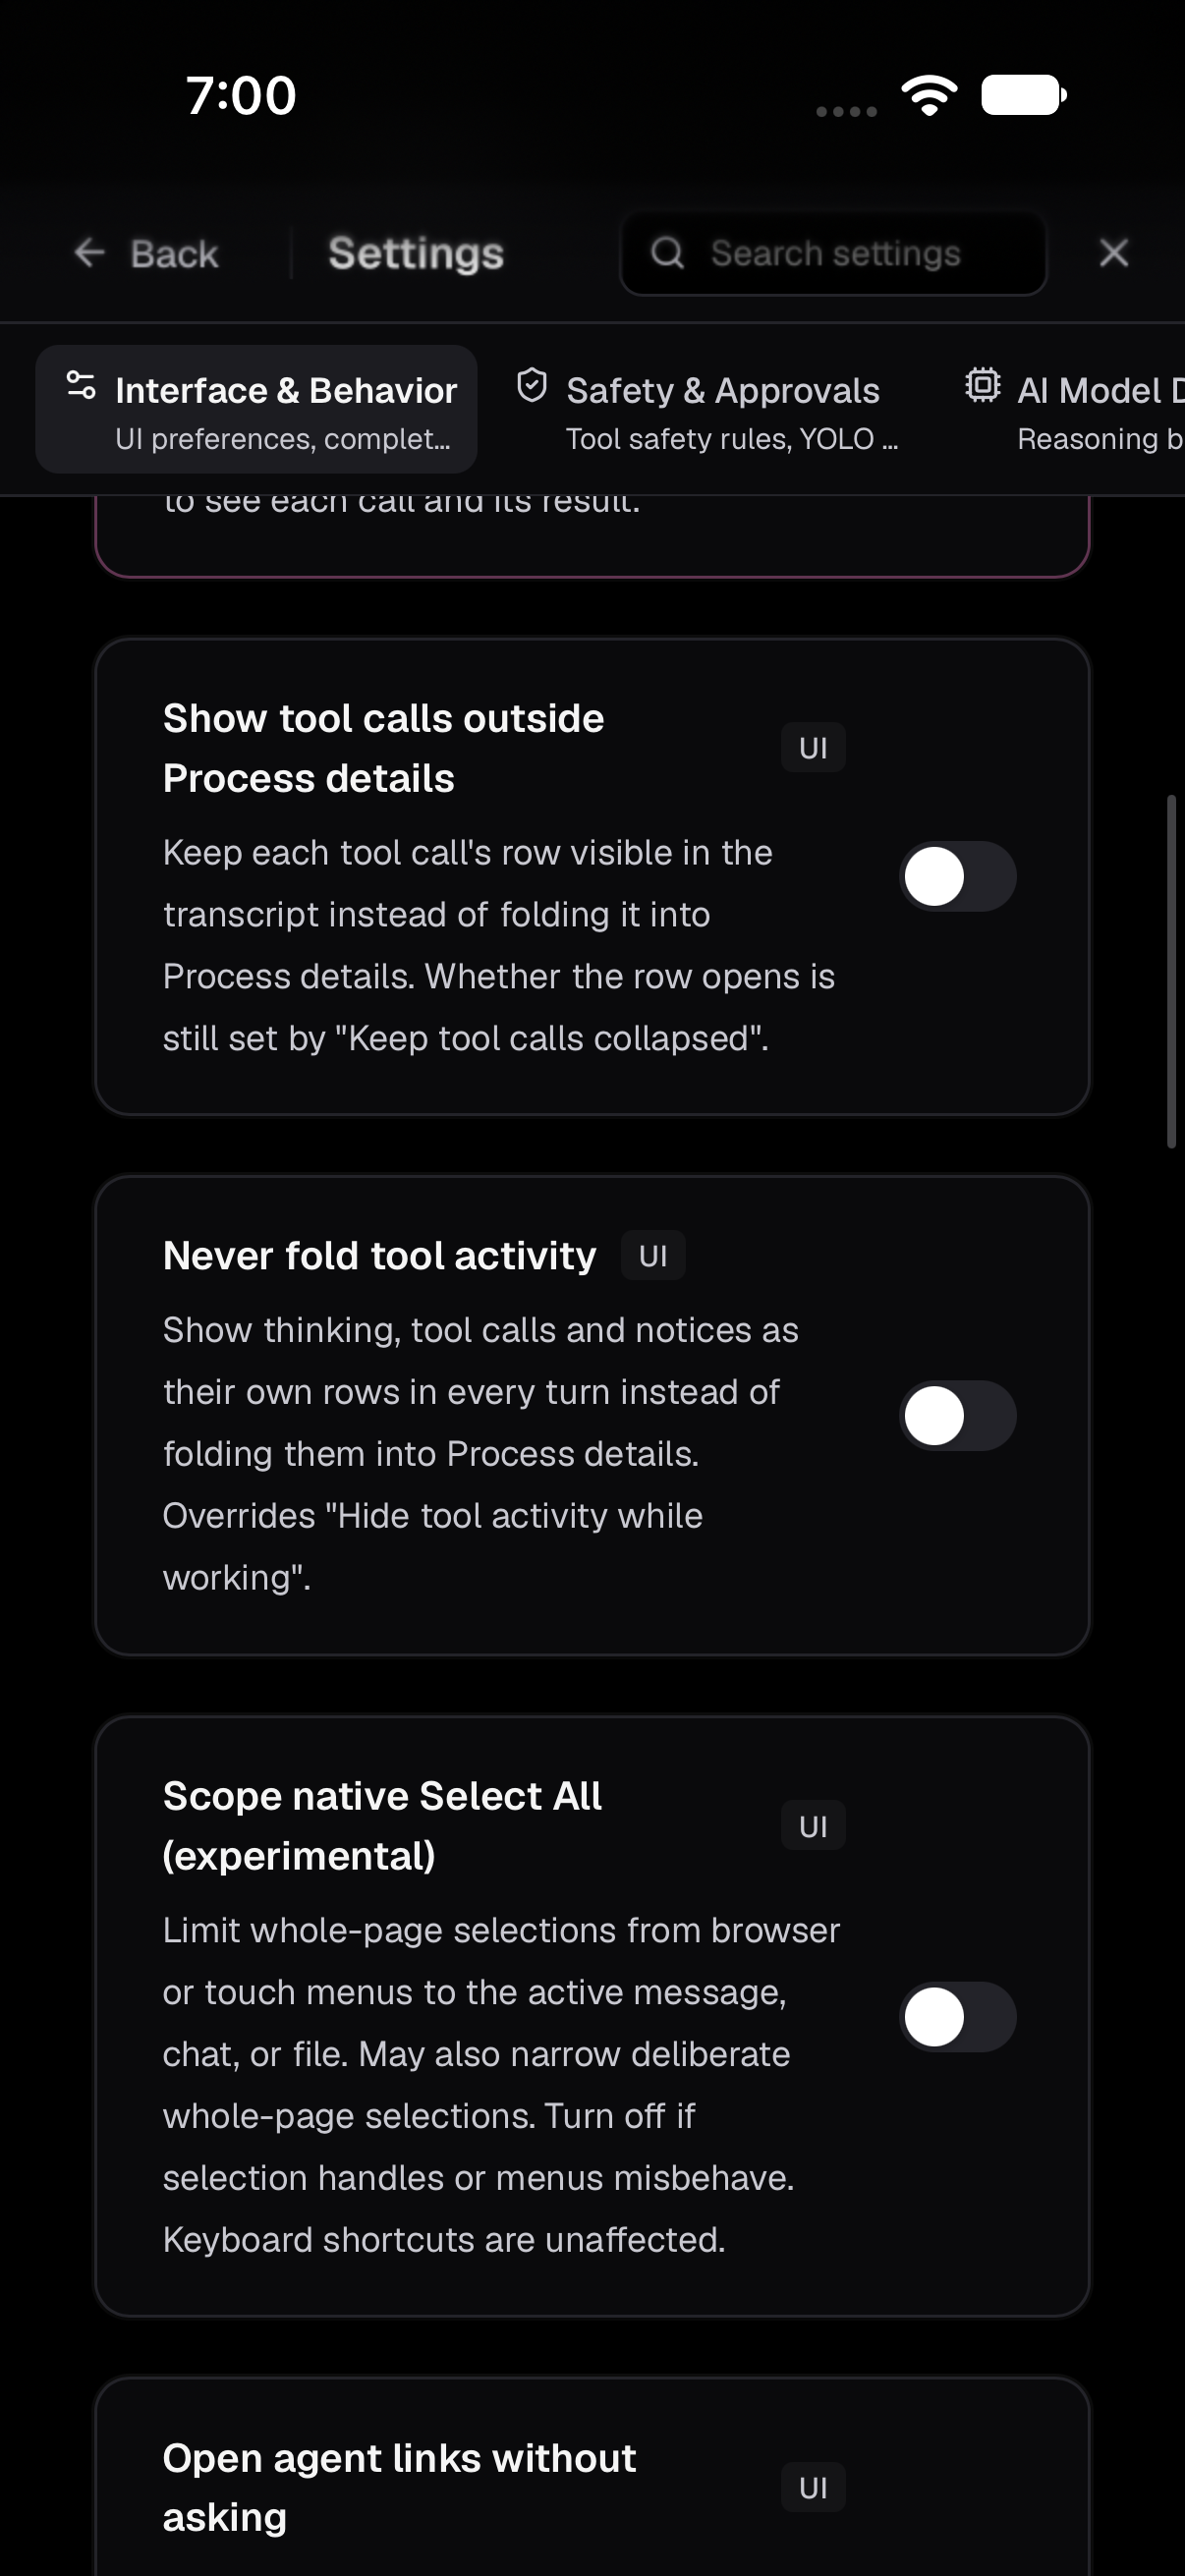 7:00
Back
Settings
Search settings
Interface & Behavior
UI preferences, complet...
Safety & Approvals
Tool safety rules, YOLO ...
AI Model D
Reasoning b
to see each call and its result.
Show tool calls outside
Process details
UI
Keep each tool call's row visible in the
transcript instead of folding it into
Process details. Whether the row opens is
still set by "Keep tool calls collapsed".
Never fold tool activity
UI
Show thinking, tool calls and notices as
their own rows in every turn instead of
folding them into Process details.
Overrides "Hide tool activity while
working".
Scope native Select All
(experimental)
UI
Limit whole-page selections from browser
or touch menus to the active message,
chat, or file. May also narrow deliberate
whole-page selections. Turn off if
selection handles or menus misbehave.
Keyboard shortcuts are unaffected.
Open agent links without
asking
UI